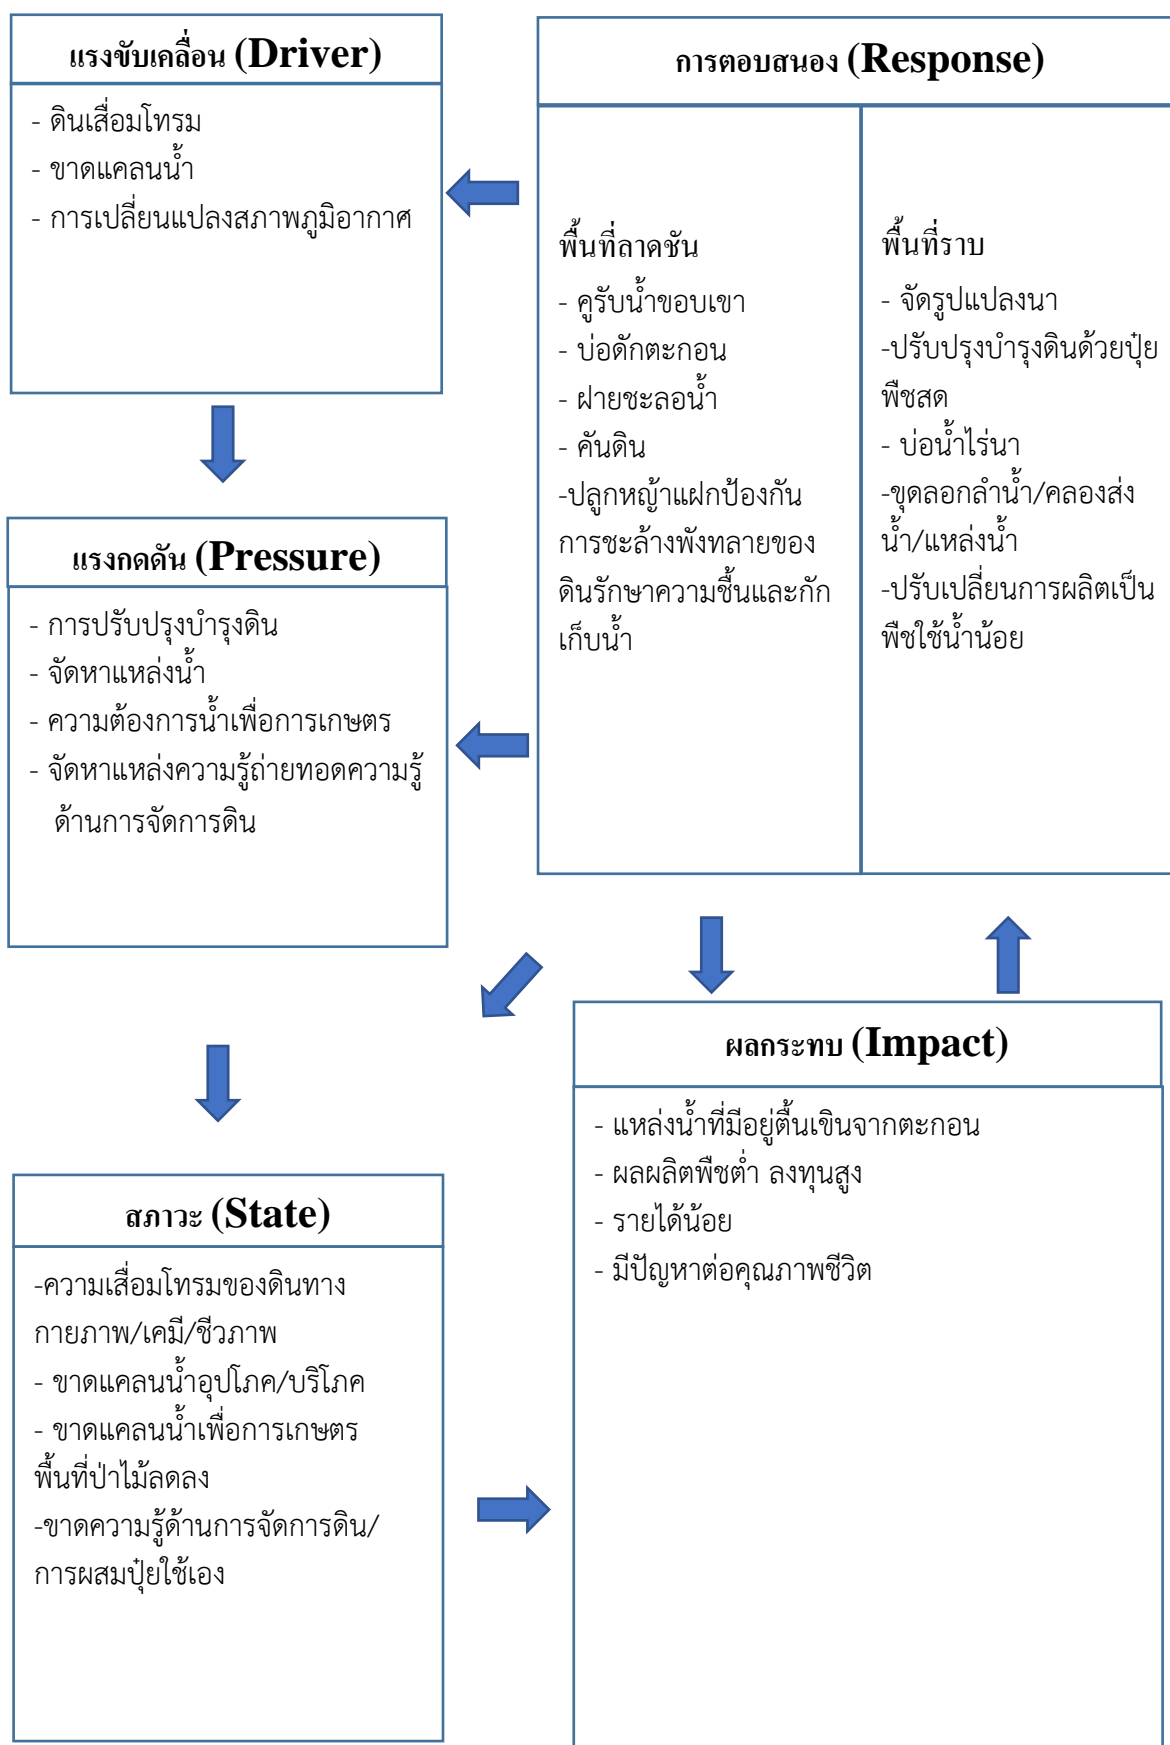 แรงขับเคลื่อน (Driver)
- ดินเสื่อมโทรม
- ขาดแคลนน้ำ
- การเปลี่ยนแปลงสภาพภูมิอากาศ
การตอบสนอง (Response)
พื้นที่ลาดชัน
- คูรับน้ำขอบเขา
- บ่อดักตะกอน
- ฝายชะลอน้ำ
- คันดิน
-ปลูกหญ้าแฝกป้องกัน
การชะล้างพังทลายของ
ดินรักษาความชื้นและกัก
เก็บน้ำ
พื้นที่ราบ
- จัดรูปแปลงนา
-ปรับปรุงบำรุงดินด้วยปุ๋ย
พืชสด
- บ่อน้ำไร่นา
-ขุดลอกลำน้ำ/คลองส่ง
น้ำ/แหล่งน้ำ
-ปรับเปลี่ยนการผลิตเป็น
พืชใช้น้ำน้อย
แรงกดดัน (Pressure)
- การปรับปรุงบำรุงดิน
- จัดหาแหล่งน้ำ
- ความต้องการน้ำเพื่อการเกษตร
- จัดหาแหล่งความรู้ถ่ายทอดความรู้
ด้านการจัดการดิน
สภาวะ (State)
-ความเสื่อมโทรมของดินทาง
กายภาพ/เคมี/ชีวภาพ
- ขาดแคลนน้ำอุปโภค/บริโภค
- ขาดแคลนน้ำเพื่อการเกษตร
พื้นที่ป่าไม้ลดลง
-ขาดความรู้ด้านการจัดการดิน/
การผสมปุ๋ยใช้เอง
ผลกระทบ (Impact)
- แหล่งน้ำที่มีอยู่ตื้นเขินจากตะกอน
- ผลผลิตพืชต่ำ ลงทุนสูง
- รายได้น้อย
- มีปัญหาต่อคุณภาพชีวิต